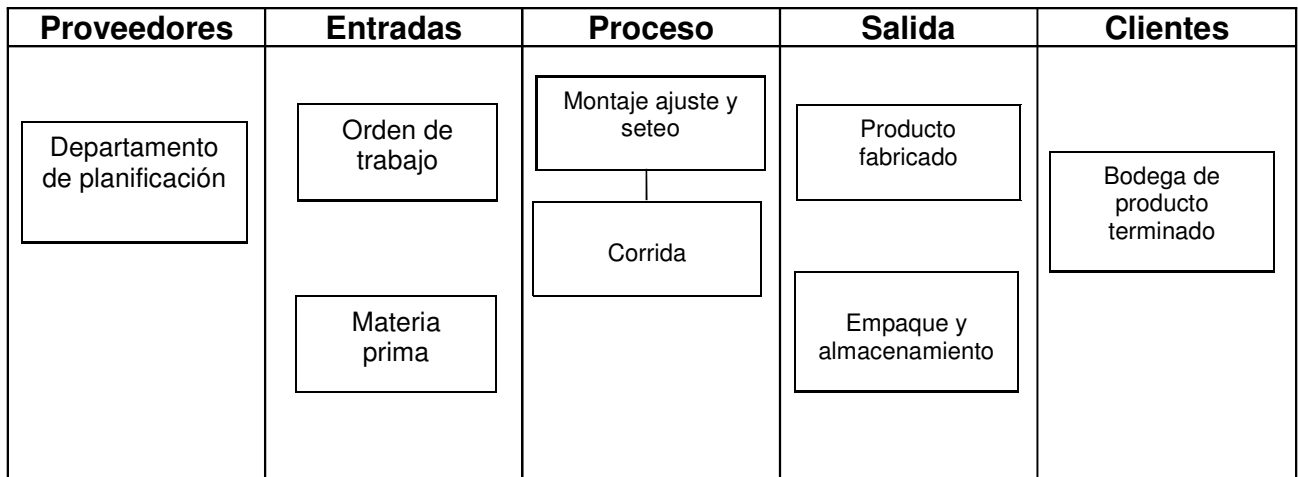 Proveedores
Entradas
Proceso
Salida
Clientes
Departamento
de planificación
Orden de
trabajo
Materia
prima
Montaje ajuste y
seteo
Corrida
Producto
fabricado
Empaque y
almacenamiento
Bodega de
producto
terminado